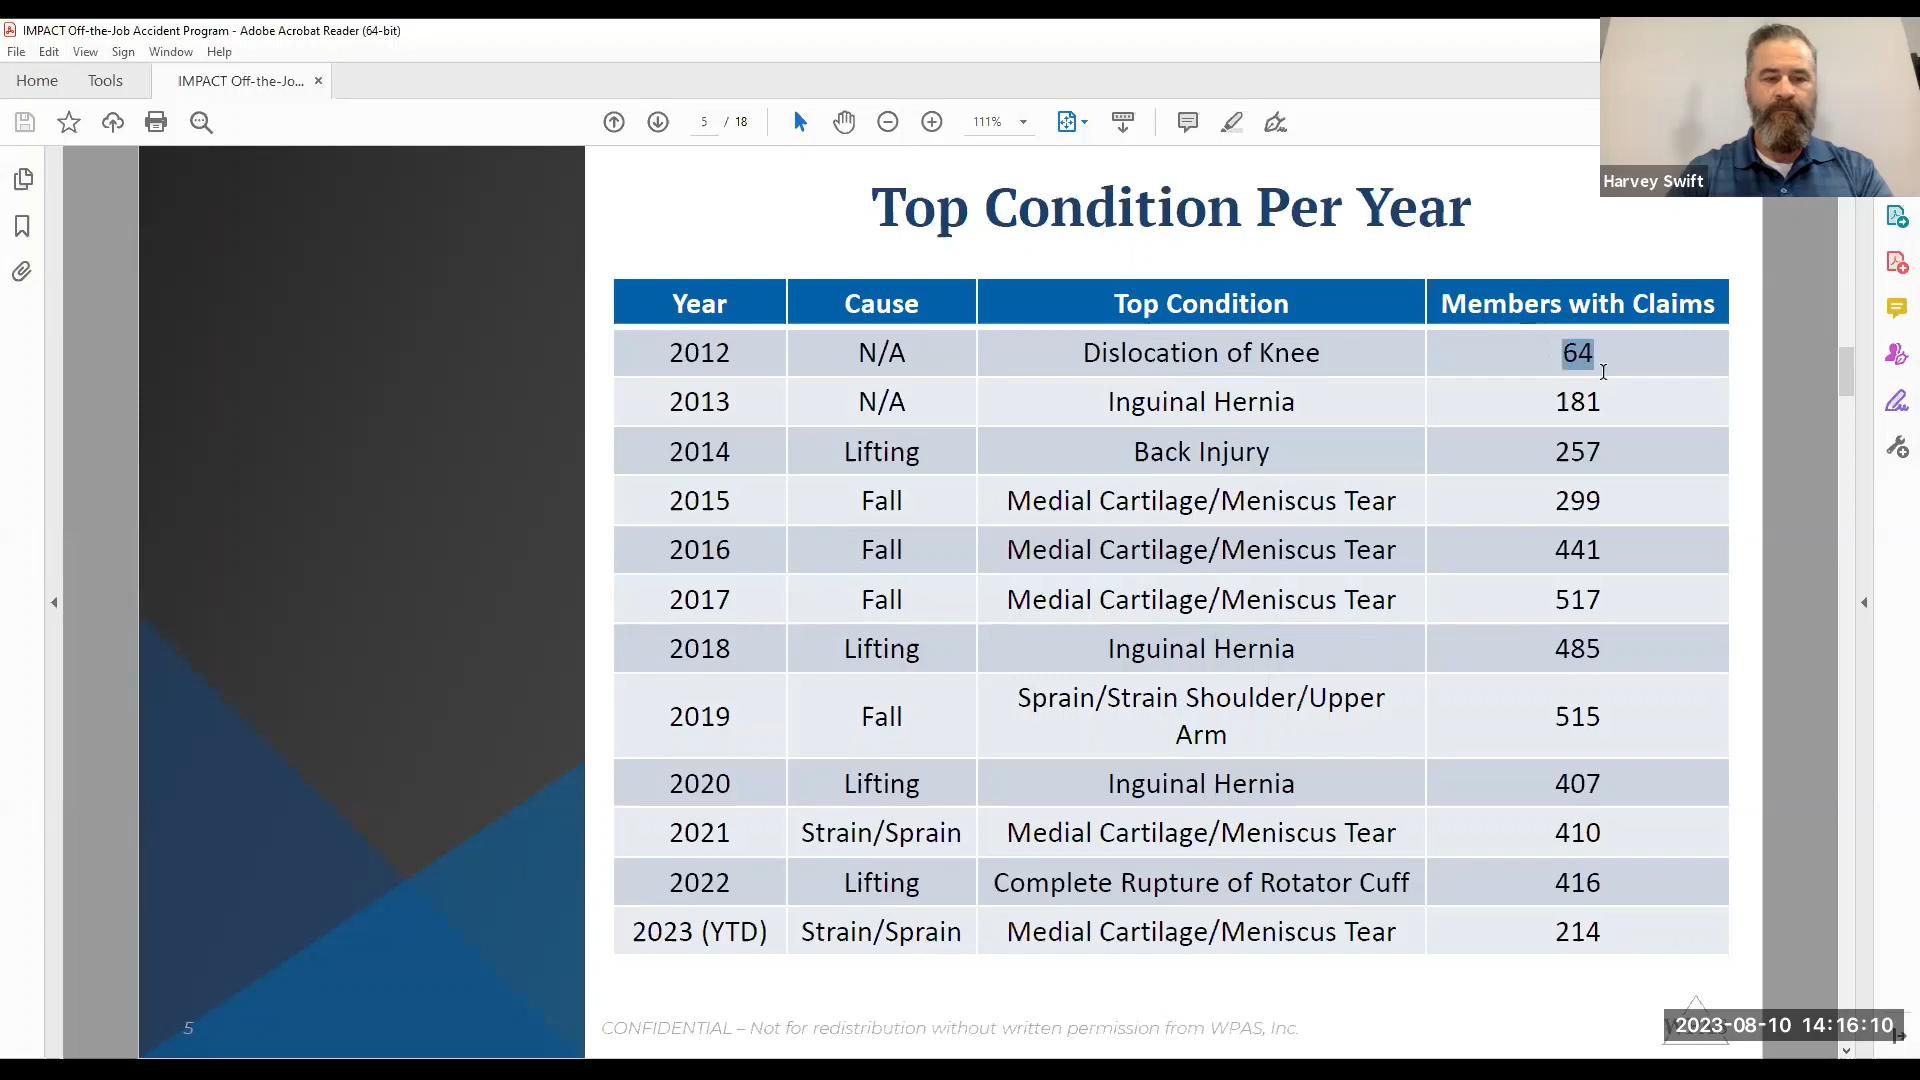 IMPACT Off-the-Job Accident Program - Adobe Acrobat Reader (64-bit)
File Edit View Sign Window Help
Home Tools IMPACT Off-the-Jo... ×
5 / 18 111%
Harvey Swift
Top Condition Per Year
Year Cause Top Condition Members with Claims
2012 N/A Dislocation of Knee 64
2013 N/A Inguinal Hernia 181
2014 Lifting Back Injury 257
2015 Fall Medial Cartilage/Meniscus Tear 299
2016 Fall Medial Cartilage/Meniscus Tear 441
2017 Fall Medial Cartilage/Meniscus Tear 517
2018 Lifting Inguinal Hernia 485
2019 Fall Sprain/Strain Shoulder/Upper
Arm 515
2020 Lifting Inguinal Hernia 407
2021 Strain/Sprain Medial Cartilage/Meniscus Tear 410
2022 Lifting Complete Rupture of Rotator Cuff 416
2023 (YTD) Strain/Sprain Medial Cartilage/Meniscus Tear 214
5 CONFIDENTIAL – Not for redistribution without written permission from WPAS, Inc.
2023-08-10 14:16:10